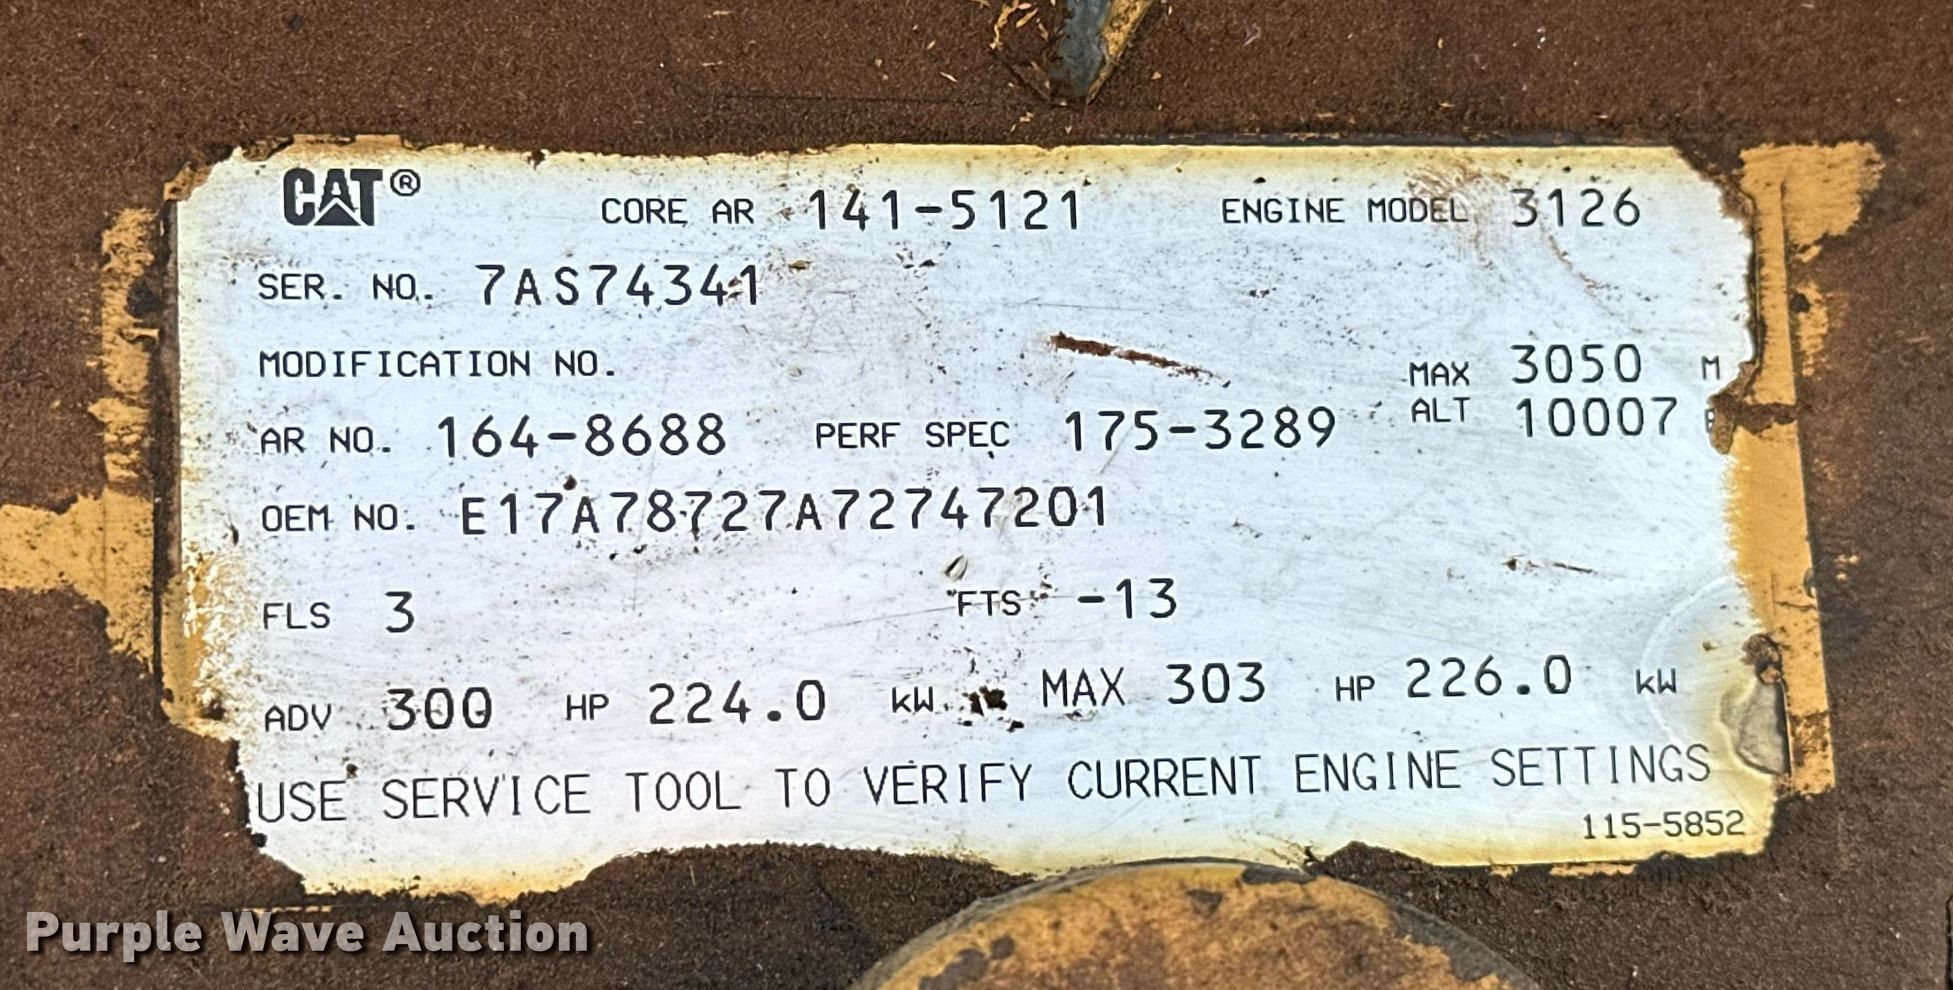 CAT® CORE AR 141-5121 ENGINE MODEL 3126
SER. NO. 7AS74341
MODIFICATION NO.
MAX 3050 M
ALT 10007
AR NO. 164-8688 PERF SPEC 175-3289
OEM NO. E17A78727A72747201
FLS 3 FTS -13
ADV 300 HP 224.0 kW MAX 303 HP 226.0 kW
USE SERVICE TOOL TO VERIFY CURRENT ENGINE SETTINGS
115-5852
Purple Wave Auction